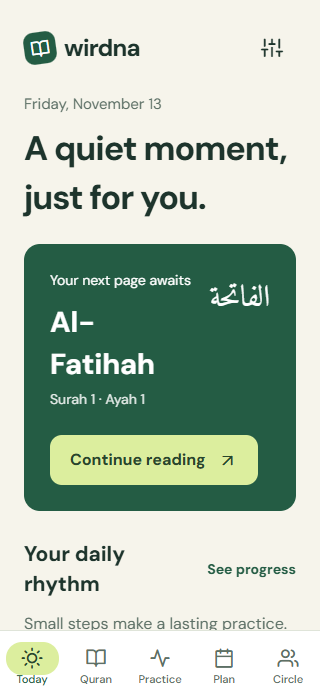 wirdna
Friday, November 13
A quiet moment,
just for you.
Your next page awaits
الفاتحة
Al-
Fatihah
Surah 1 · Ayah 1
Continue reading
Your daily
rhythm
See progress
Small steps make a lasting practice.
Today
Quran
Practice
Plan
Circle